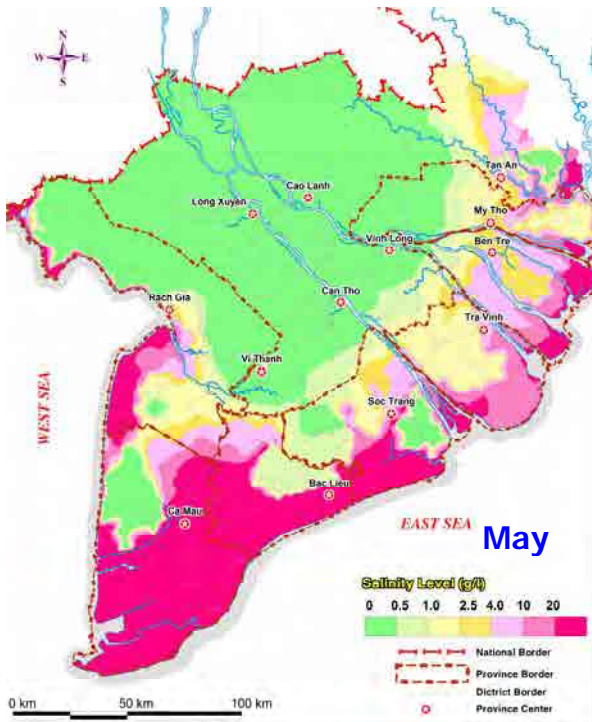 N
W E
S
Tan An
Cao Lanh
Long Xuyen
My Tho
Vinh Long
Ben Tre
Rach Gia
Can Tho
Tra Vinh
Vi Thanh
WEST SEA
Soc Trang
Bac Lieu
Ca Mau
EAST SEA
May
Salinity Level (g/l)
0 0.5 1.0 2.5 4.0 10 20
National Border
Province Border
District Border
Province Center
0 km 50 km 100 km